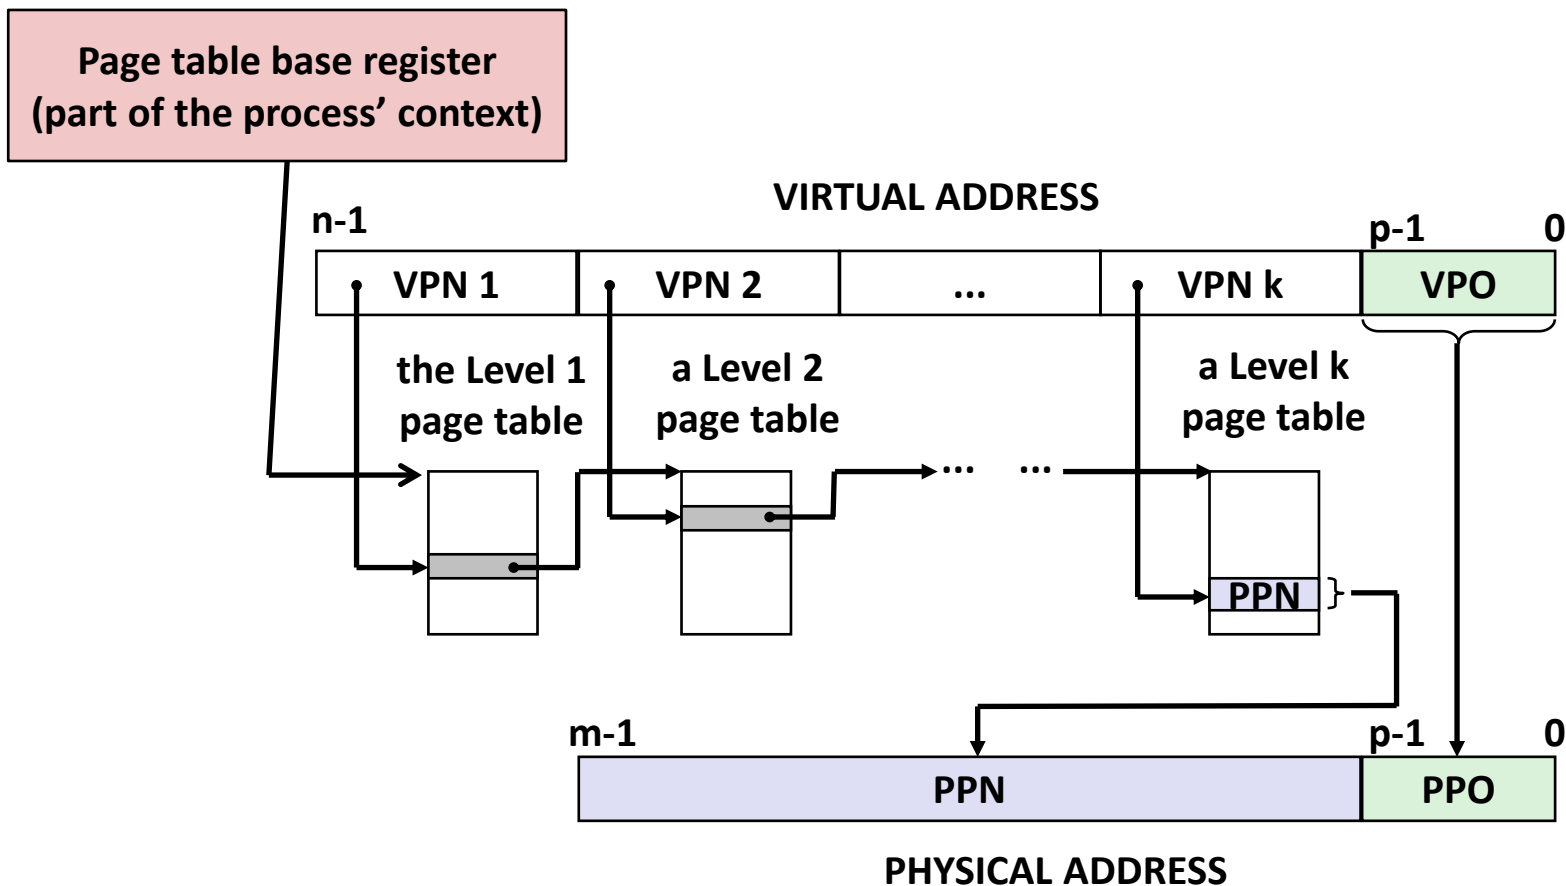 Page table base register
(part of the process’ context)
VIRTUAL ADDRESS
n-1
p-1
0
VPN 1
VPN 2
...
VPN k
VPO
the Level 1
page table
a Level 2
page table
a Level k
page table
... ...
PPN
m-1
p-1
0
PPN
PPO
PHYSICAL ADDRESS